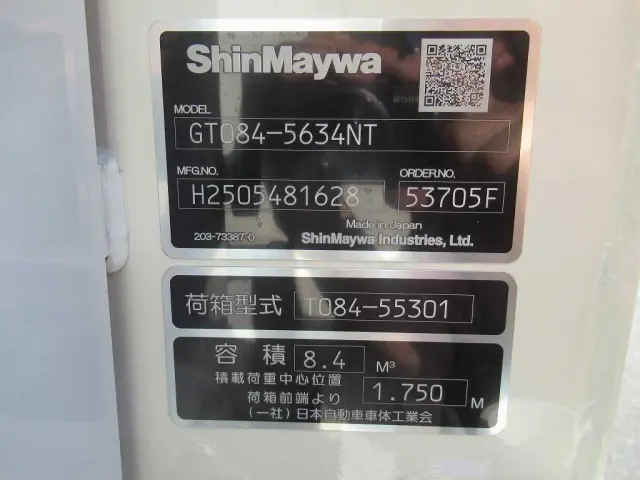 ShinMaywa
MODEL
GT084-5634NT
MFG.NO. ORDER.NO.
H2505481628 53705F
Made in Japan
203-73387-0 ShinMaywa Industries, Ltd.
荷箱型式 T084-55301
容積 8.4 M³
積載荷重中心位置
荷箱前端より 1.750 M
(一社)日本自動車車体工業会